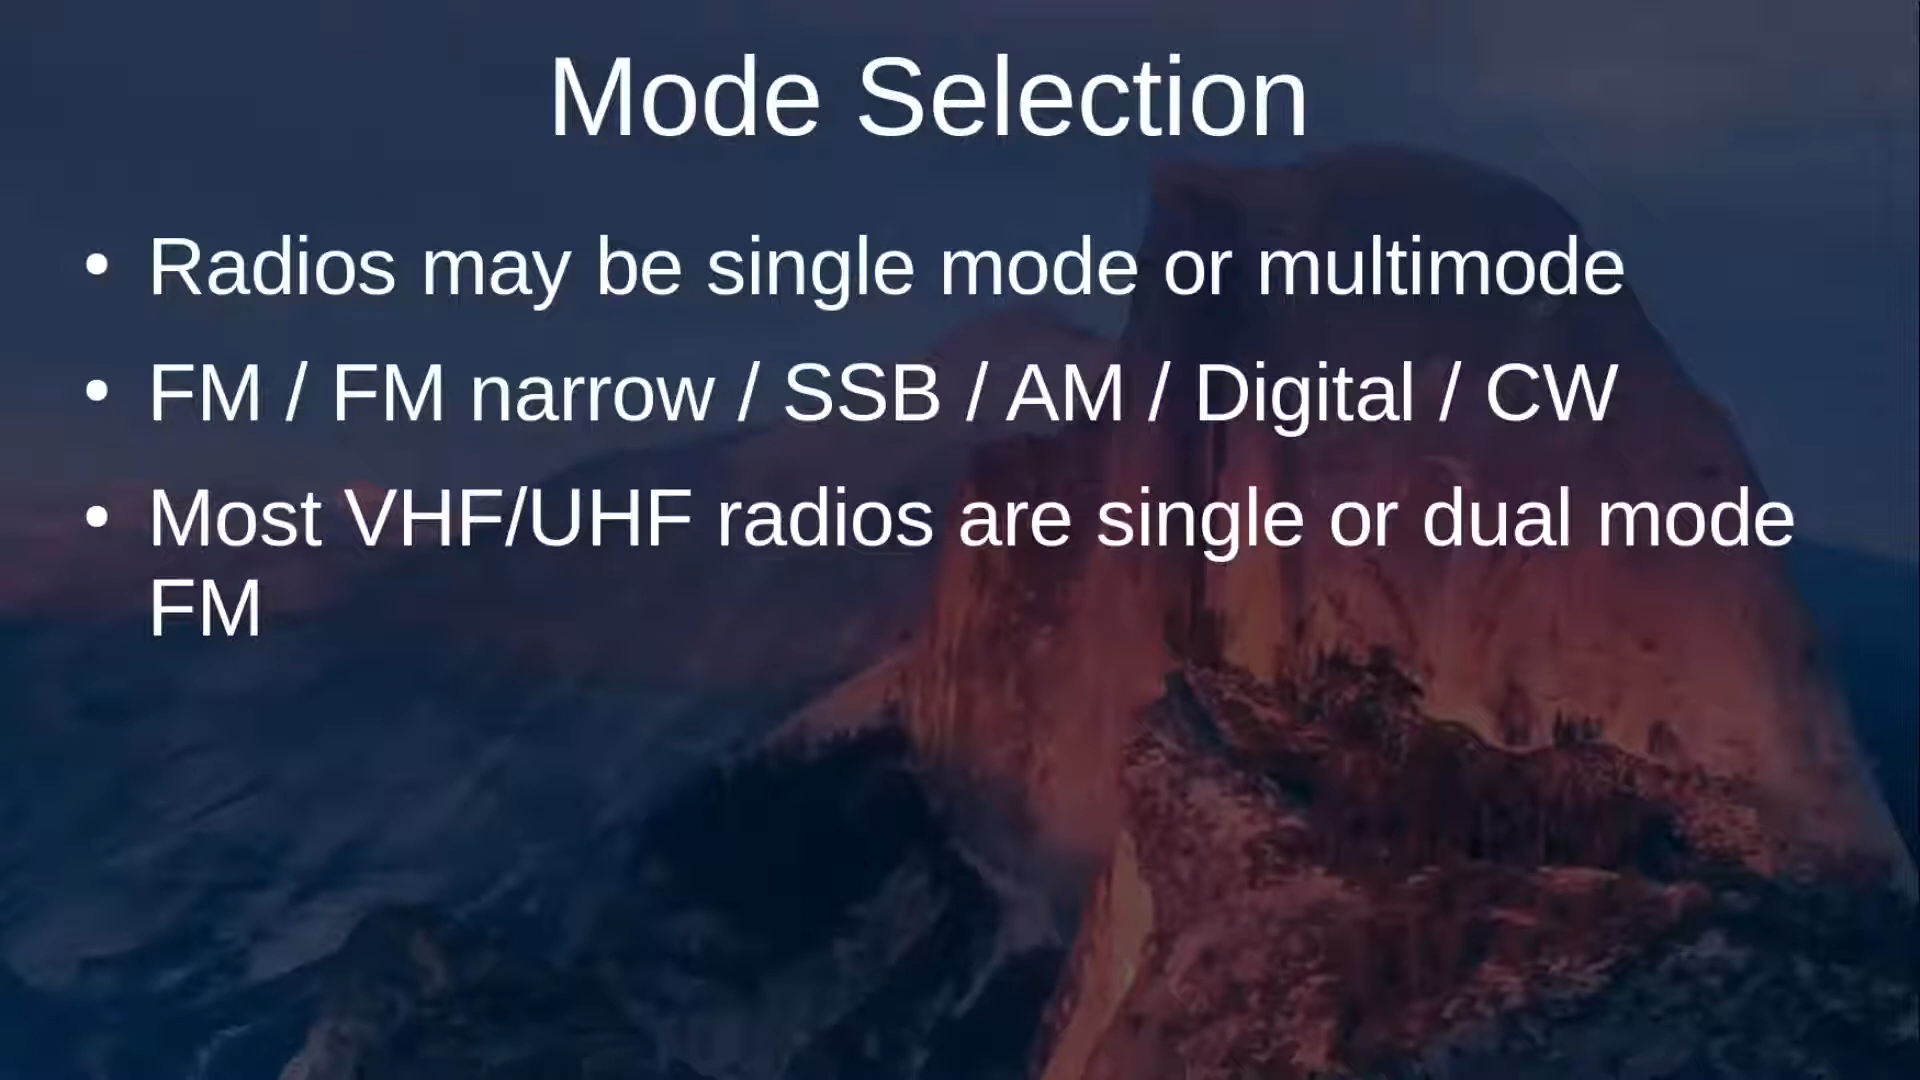 Mode Selection
• Radios may be single mode or multimode
• FM / FM narrow / SSB / AM / Digital / CW
• Most VHF/UHF radios are single or dual mode
FM